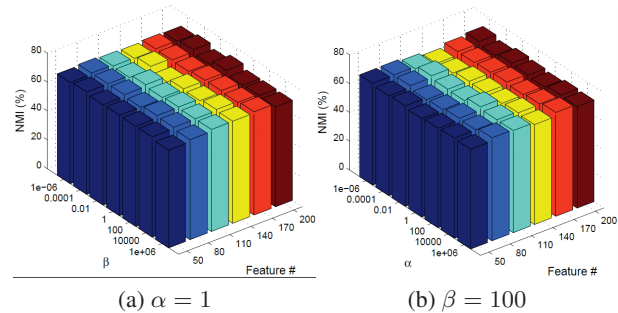 80
60
40
20
0
NMI (%)
1e−06
0.0001
0.01
1
100
10000
1e+06
β
50
80
110
140
170
200
Feature #
(a) α = 1
80
60
40
20
0
NMI (%)
1e−06
0.0001
0.01
1
100
10000
1e+06
α
50
80
110
140
170
200
Feature #
(b) β = 100